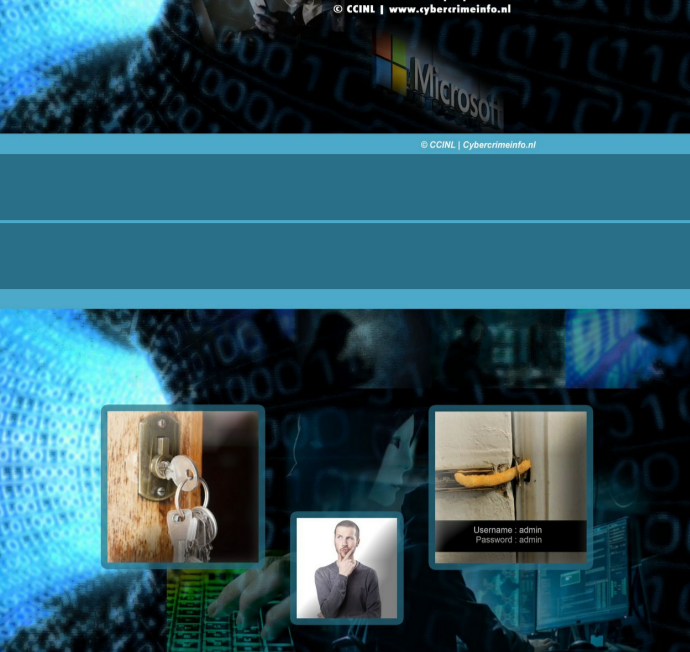 © CCINL | www.cybercrimeinfo.nl
Microsoft
© CCINL | Cybercrimeinfo.nl
Username : admin
Password : admin